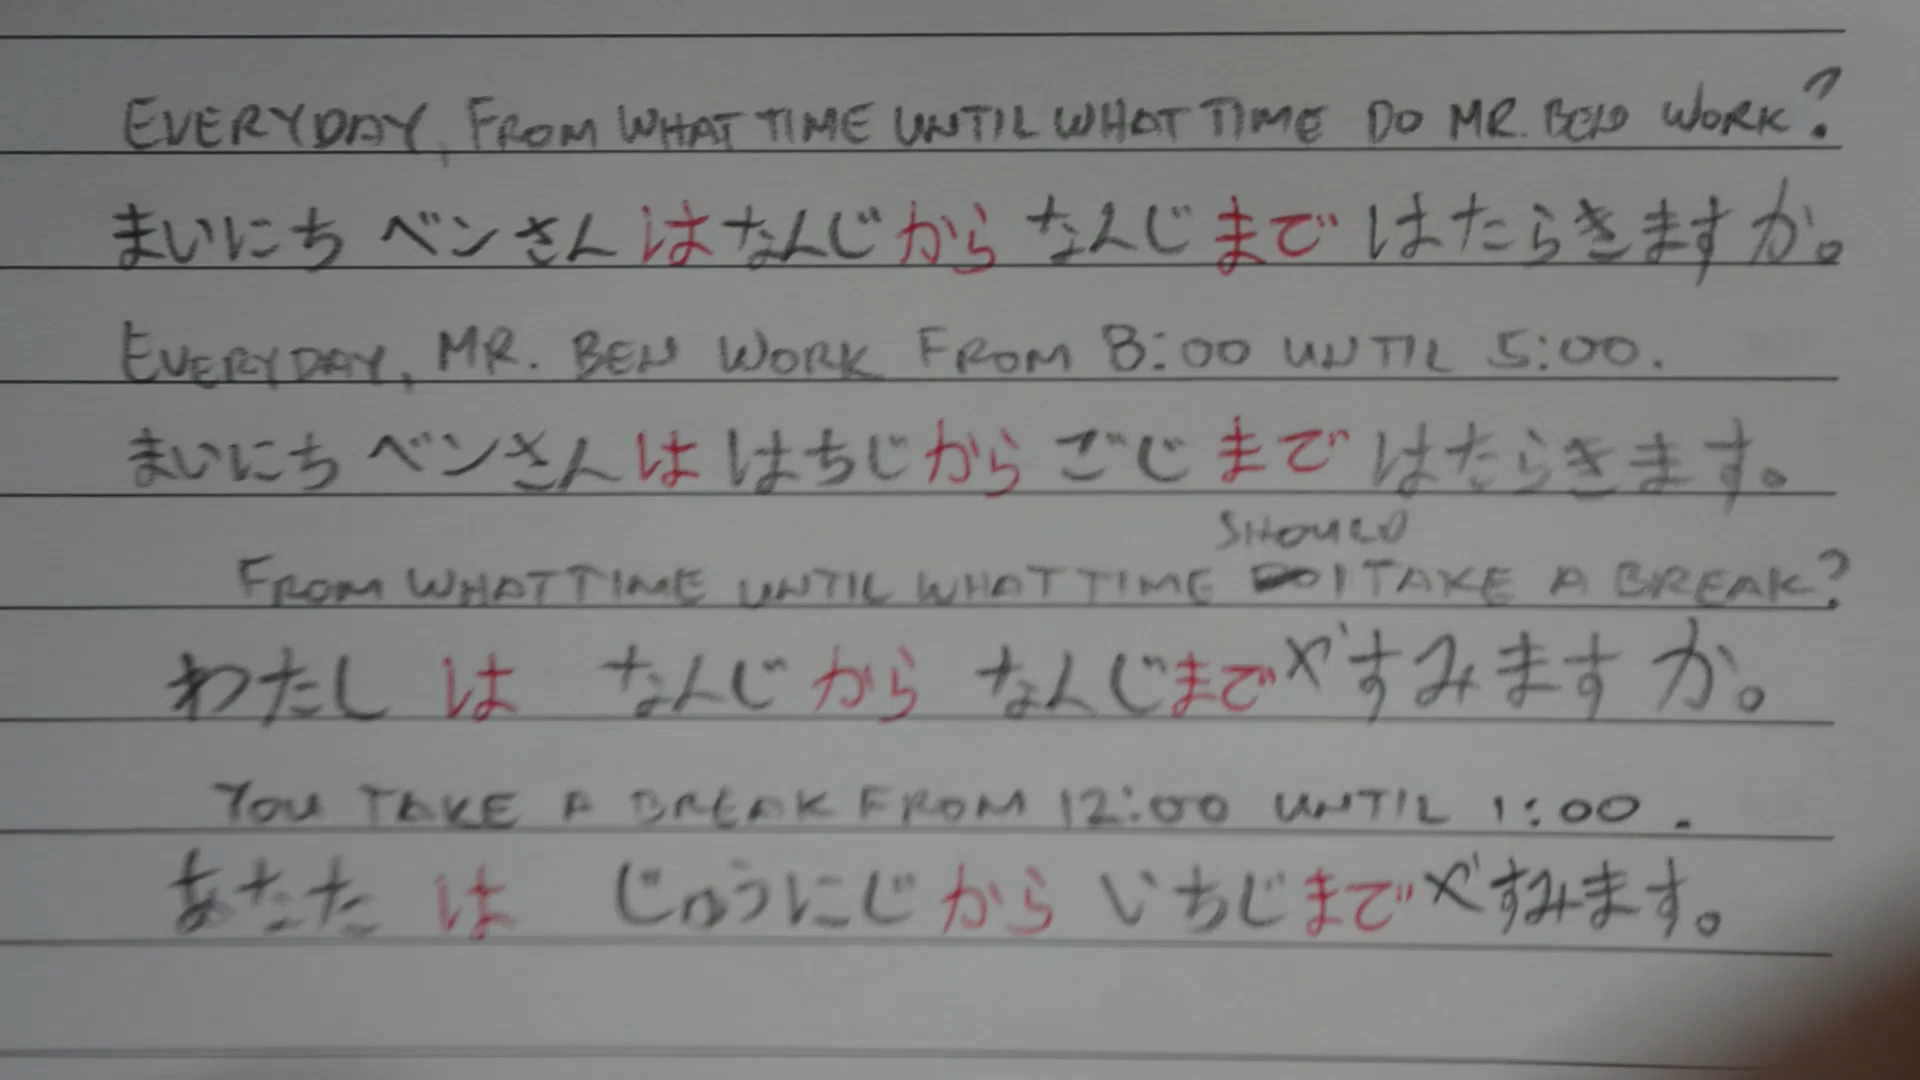 EVERYDAY, FROM WHAT TIME UNTIL WHAT TIME DO MR. BEN WORK?
まいにち ベンさん は なんじ から なんじ まで はたらきます か。
EVERYDAY, MR. BEN WORK FROM 8:00 UNTIL 5:00.
まいにち ベンさん は はちじ から ごじ まで はたらきます。
SHOULD
FROM WHAT TIME UNTIL WHAT TIME I TAKE A BREAK?
わたし は なんじ から なんじ まで やすみます か。
YOU TAKE A BREAK FROM 12:00 UNTIL 1:00.
あなた は じゅうにじ から いちじ まで やすみます。